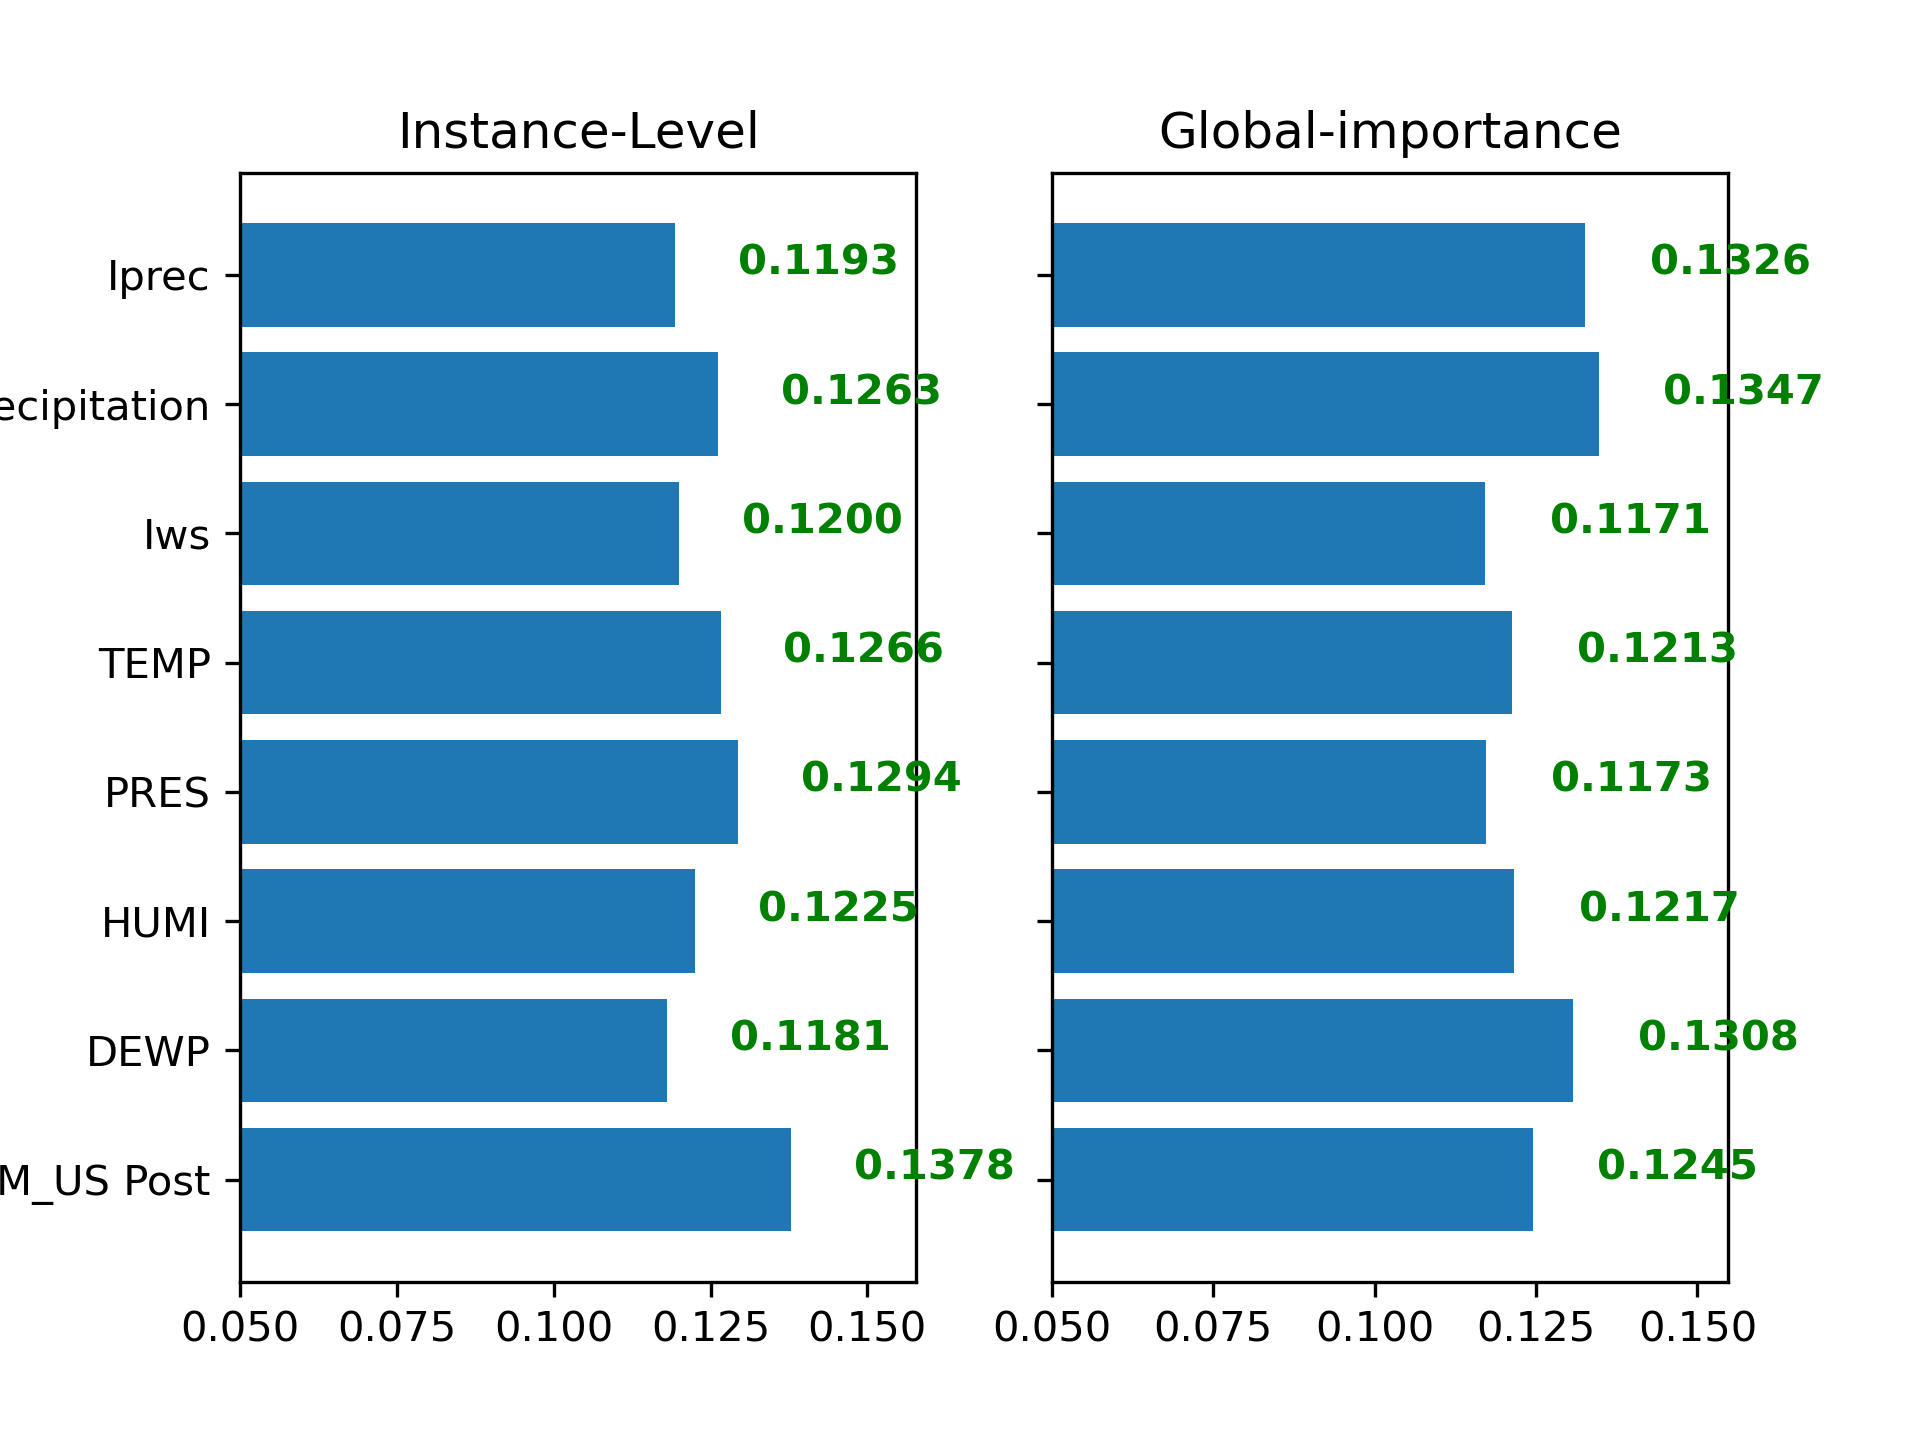 Instance-Level Global-importance
Iprec 0.1193 0.1326
ecipitation 0.1263 0.1347
Iws 0.1200 0.1171
TEMP 0.1266 0.1213
PRES 0.1294 0.1173
HUMI 0.1225 0.1217
DEWP 0.1181 0.1308
M_US Post 0.1378 0.1245
0.050 0.075 0.100 0.125 0.150 0.050 0.075 0.100 0.125 0.150